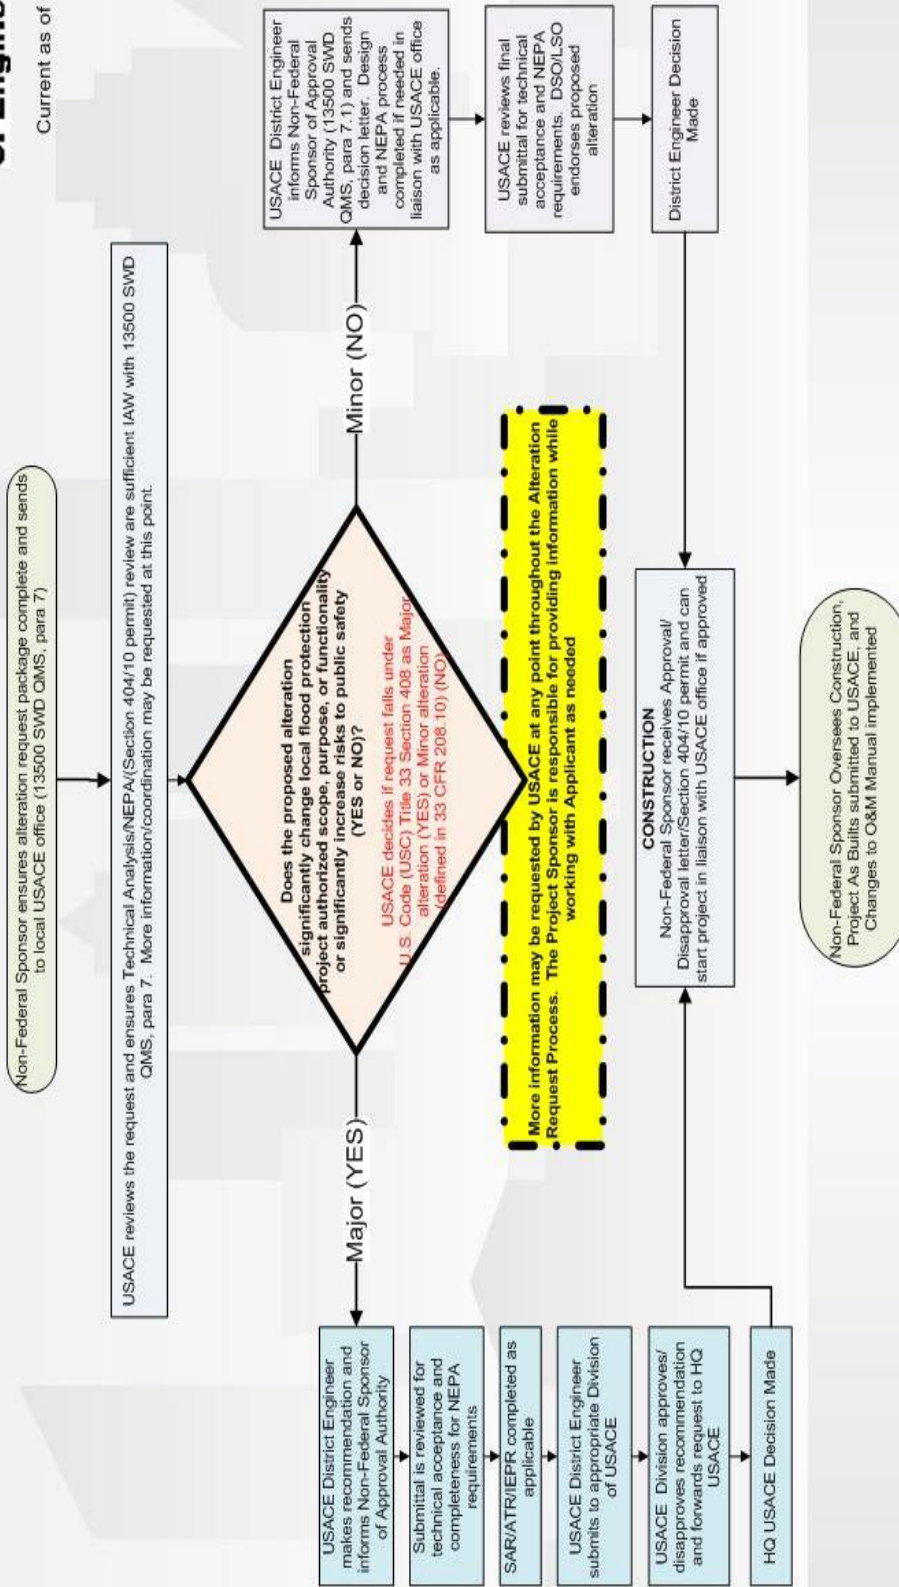 Current as of
Non-Federal Sponsor ensures alteration request package complete and sends
to local USACE office (13500 SWD QMS, para 7)
USACE reviews the request and ensures Technical Analysis/NEPA/(Section 404/10 permit) review are sufficient IAW with 13500 SWD
QMS, para 7.  More information/coordination may be requested at this point.
Does the proposed alteration
significantly change local flood protection
project authorized scope, purpose, or functionality
or significantly increase risks to public safety
(YES or NO)?
USACE decides if request falls under
U.S. Code (USC) Title 33 Section 408 as Major
alteration (YES) or Minor alteration
(defined in 33 CFR 208.10) (NO)
Major (YES)
Minor (NO)
USACE District Engineer
makes recommendation and
informs Non-Federal Sponsor
of Approval Authority
Submittal is reviewed for
technical acceptance and
completeness for NEPA
requirements
SAR/ATR/IEPR completed as
applicable
USACE District Engineer
submits to appropriate Division
of USACE
USACE Division approves/
disapproves recommendation
and forwards request to HQ
USACE
HQ USACE Decision Made
USACE District Engineer
informs Non-Federal
Sponsor of Approval
Authority (13500 SWD
QMS, para 7.1) and sends
decision letter.  Design
and NEPA process
completed if needed in
liaison with USACE office
as applicable.
USACE reviews final
submittal for technical
acceptance and NEPA
requirements.  DSO/LSO
endorses proposed
alteration
District Engineer Decision
Made
More information may be requested by USACE at any point throughout the Alteration
Request Process.  The Project Sponsor is responsible for providing information while
working with Applicant as needed
CONSTRUCTION
Non-Federal Sponsor receives Approval/
Disapproval letter/Section 404/10 permit and can
start project in liaison with USACE office if approved
Non-Federal Sponsor Oversees Construction,
Project As Builts submitted to USACE, and
Changes to O&M Manual implemented